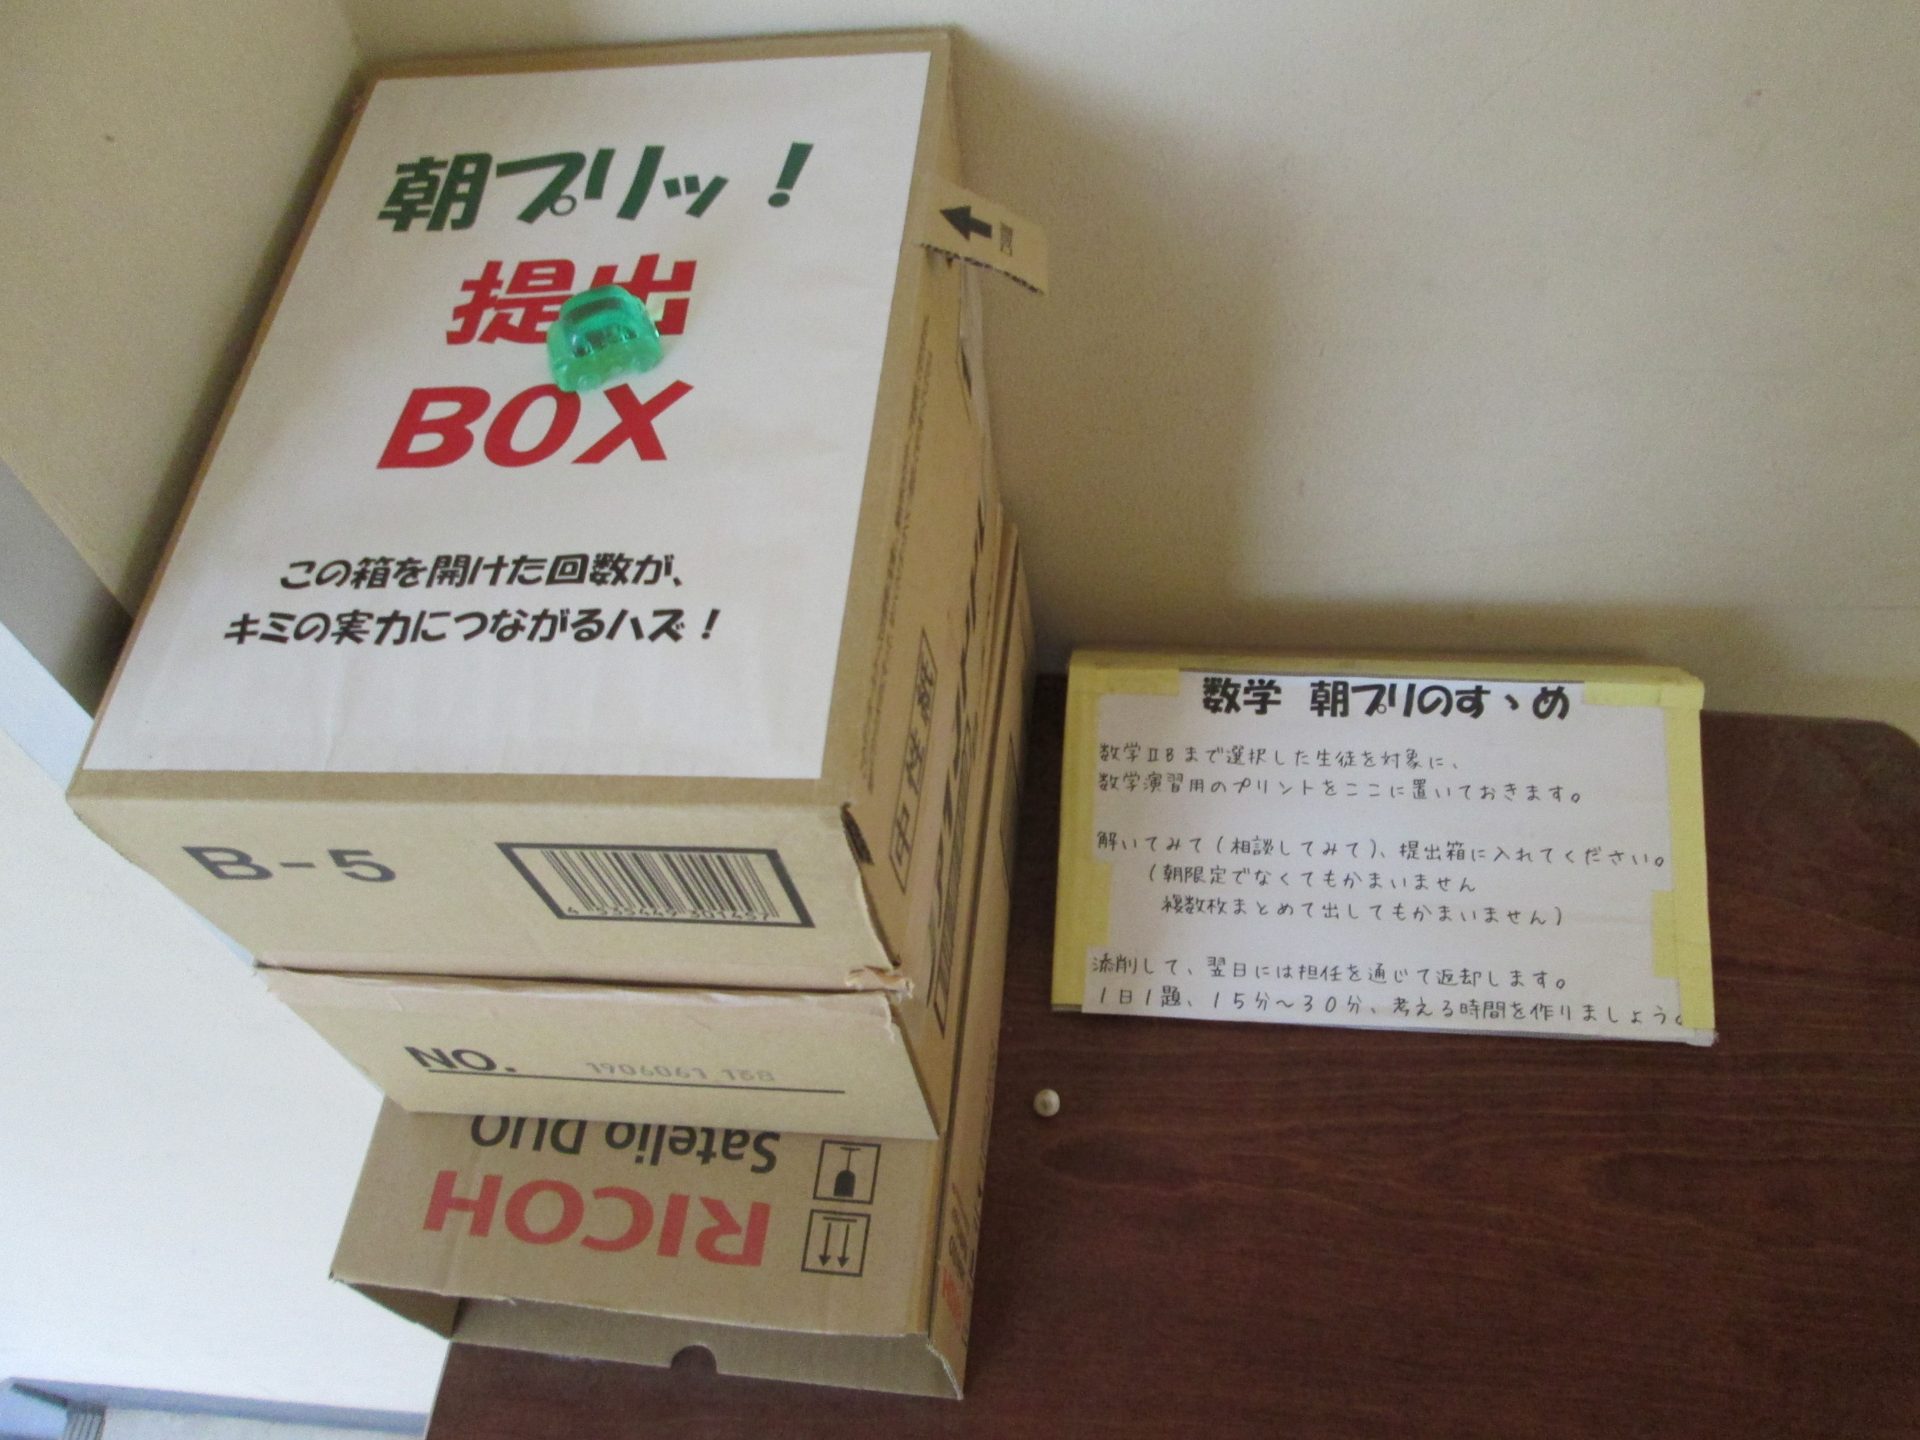 朝プリッ！
提出
BOX
この箱を開けた回数が、
キミの実力につながるハズ！
B-5
NO.
Satelio DUO
RICOH
数学 朝プリのすゝめ
数学ⅡBまで選択した生徒を対象に、
数学演習用のプリントをここに置いておきます。
解いてみて(相談してみて)、提出箱に入れてください。
(朝限定でなくてもかまいません
複数枚まとめて出してもかまいません)
添削して、翌日には担任を通じて返却します。
1日1題、15分～30分、考える時間を作りましょう。